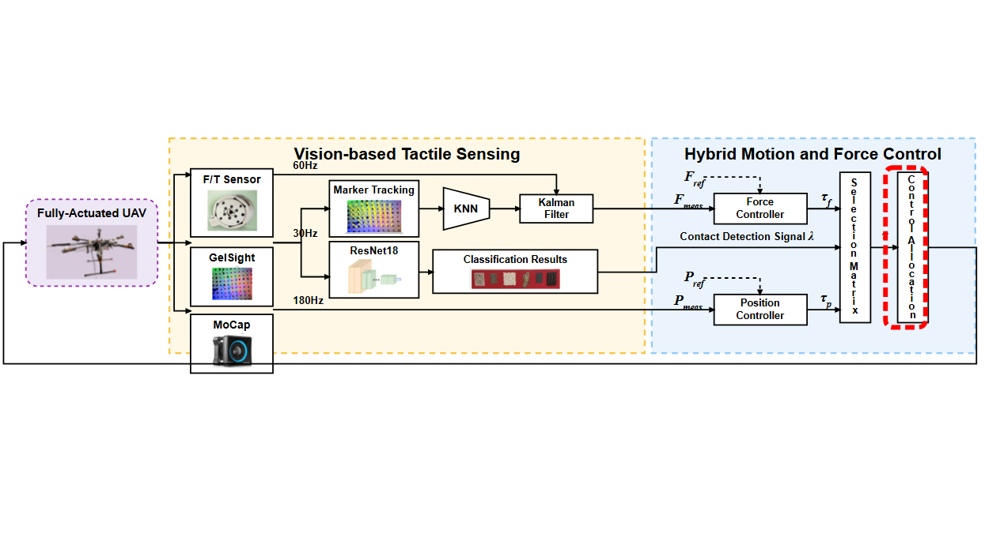 Vision-based Tactile Sensing
Hybrid Motion and Force Control
60Hz
F/T Sensor
Marker Tracking
KNN
Kalman
Filter
Fully-Actuated UAV
30Hz
GelSight
ResNet18
Classification Results
180Hz
MoCap
F_ref
F_meas
Force
Controller
τ_f
Contact Detection Signal λ
P_ref
P_meas
Position
Controller
τ_p
Selection Matrix
Control Allocation